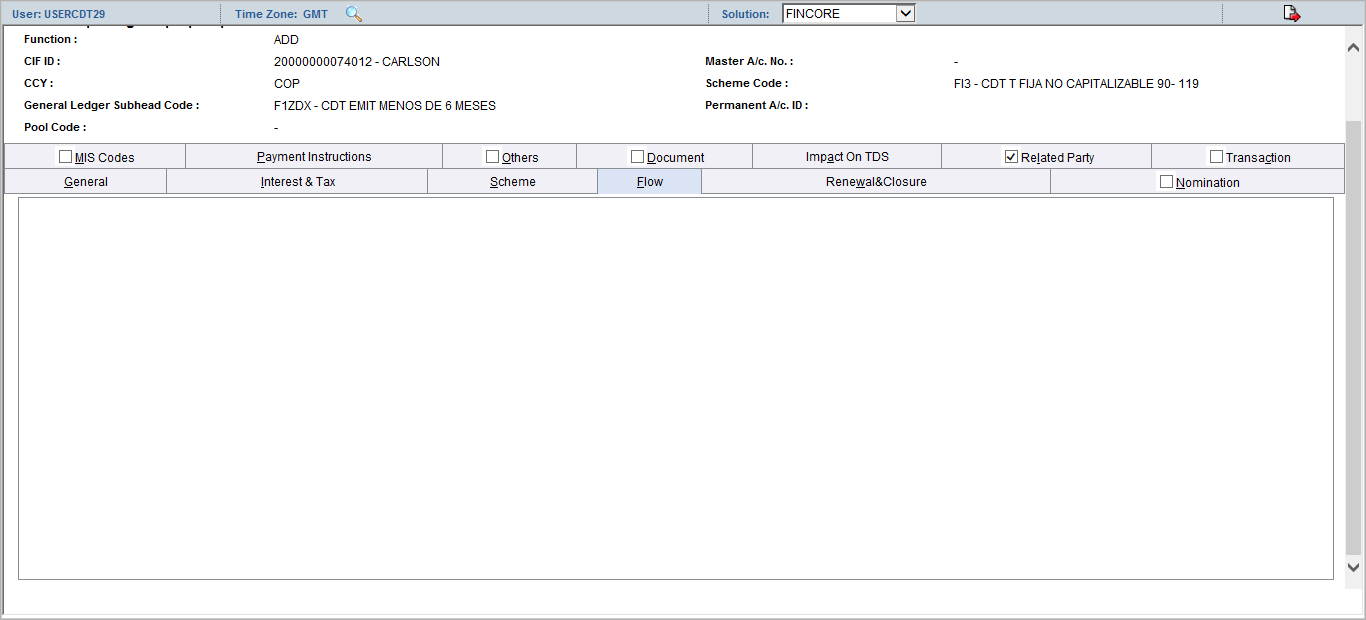 User: USERCDT29 Time Zone: GMT Solution: FINCORE
Function : ADD
CIF ID : 20000000074012 - CARLSON Master A/c. No. : -
CCY : COP Scheme Code : FI3 - CDT T FIJA NO CAPITALIZABLE 90- 119
General Ledger Subhead Code : F1ZDX - CDT EMIT MENOS DE 6 MESES Permanent A/c. ID :
Pool Code : -
MIS Codes Payment Instructions Others Document Impact On TDS Related Party Transaction
General Interest & Tax Scheme Flow Renewal&Closure Nomination